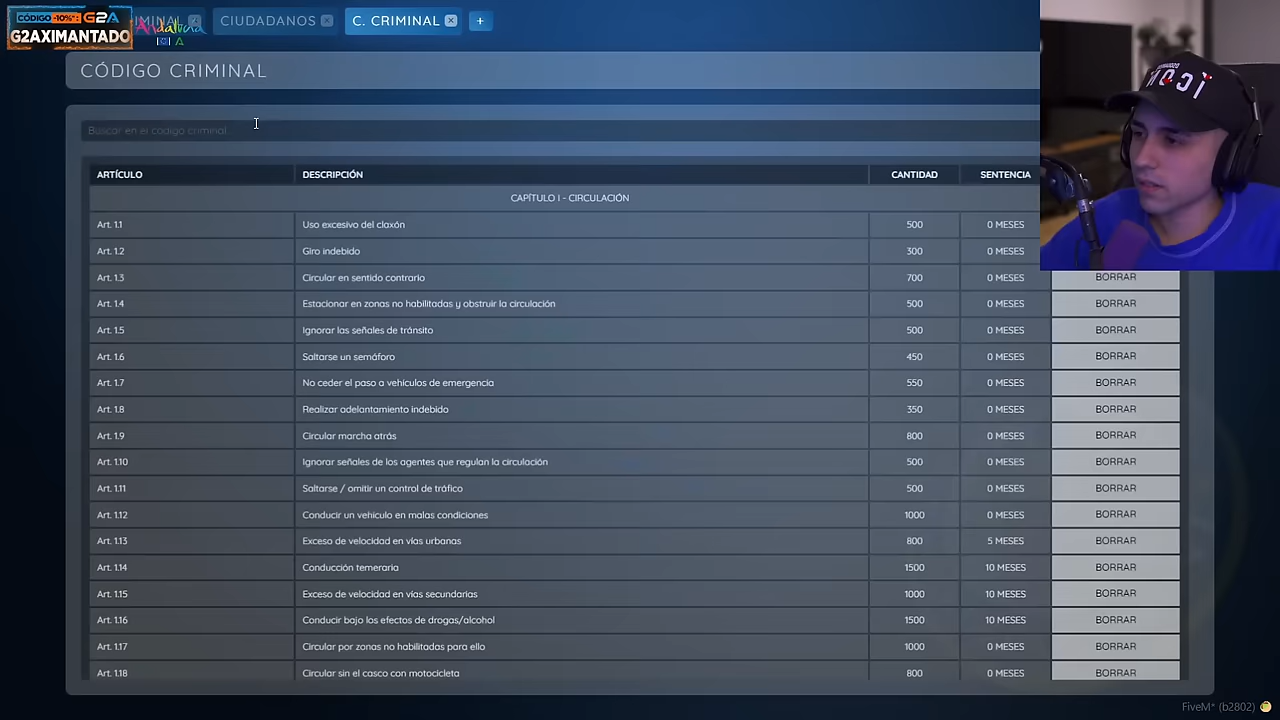 CÓDIGO -10%*: G2A
G2AXIMANTADO
Andalucía
CIUDADANOS
C. CRIMINAL
+
CÓDIGO CRIMINAL
Buscar en el codigo criminal
ARTÍCULO DESCRIPCIÓN CANTIDAD SENTENCIA
CAPÍTULO I - CIRCULACIÓN
Art. 1.1 Uso excesivo del claxón 500 0 MESES
Art. 1.2 Giro indebido 300 0 MESES
Art. 1.3 Circular en sentido contrario 700 0 MESES BORRAR
Art. 1.4 Estacionar en zonas no habilitadas y obstruir la circulación 500 0 MESES BORRAR
Art. 1.5 Ignorar las señales de tránsito 500 0 MESES BORRAR
Art. 1.6 Saltarse un semáforo 450 0 MESES BORRAR
Art. 1.7 No ceder el paso a vehículos de emergencia 550 0 MESES BORRAR
Art. 1.8 Realizar adelantamiento indebido 350 0 MESES BORRAR
Art. 1.9 Circular marcha atrás 800 0 MESES BORRAR
Art. 1.10 Ignorar señales de los agentes que regulan la circulación 500 0 MESES BORRAR
Art. 1.11 Saltarse / omitir un control de tráfico 500 0 MESES BORRAR
Art. 1.12 Conducir un vehículo en malas condiciones 1000 0 MESES BORRAR
Art. 1.13 Exceso de velocidad en vías urbanas 800 5 MESES BORRAR
Art. 1.14 Conducción temeraria 1500 10 MESES BORRAR
Art. 1.15 Exceso de velocidad en vías secundarias 1000 10 MESES BORRAR
Art. 1.16 Conducir bajo los efectos de drogas/alcohol 1500 10 MESES BORRAR
Art. 1.17 Circular por zonas no habilitadas para ello 1000 0 MESES BORRAR
Art. 1.18 Circular sin el casco con motocicleta 800 0 MESES BORRAR
FiveM* (b2802)